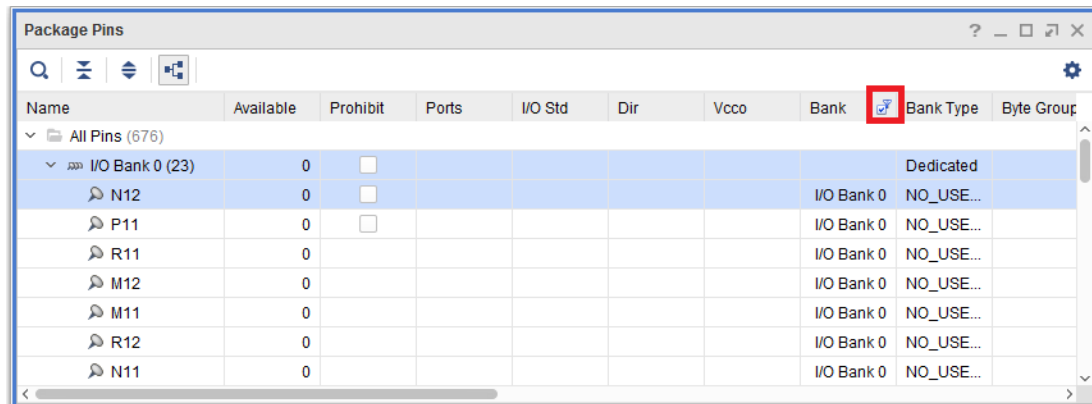 Package Pins
Name Available Prohibit Ports I/O Std Dir Vcco Bank Bank Type Byte Group
All Pins (676)
I/O Bank 0 (23) 0 Dedicated
N12 0 I/O Bank 0 NO_USE...
P11 0 I/O Bank 0 NO_USE...
R11 0 I/O Bank 0 NO_USE...
M12 0 I/O Bank 0 NO_USE...
M11 0 I/O Bank 0 NO_USE...
R12 0 I/O Bank 0 NO_USE...
N11 0 I/O Bank 0 NO_USE...